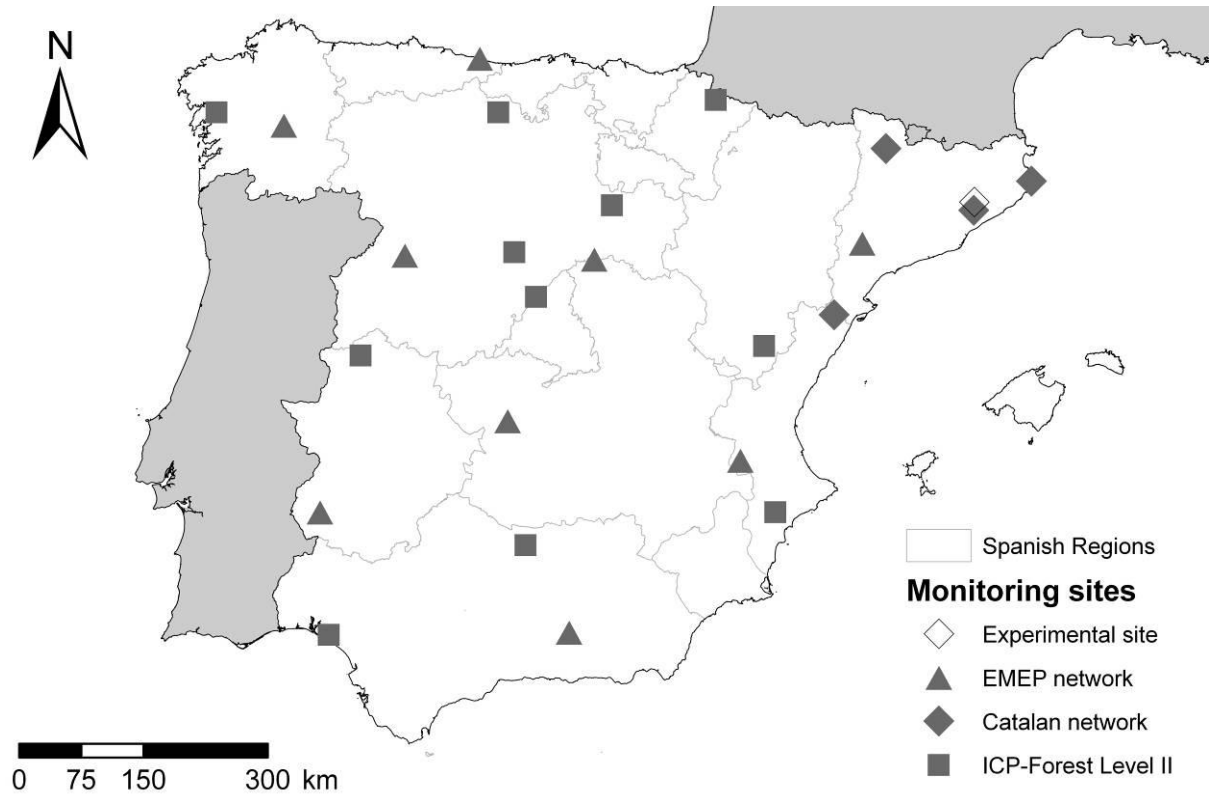 N
Spanish Regions
Monitoring sites
Experimental site
EMEP network
Catalan network
ICP-Forest Level II
0 75 150 300 km